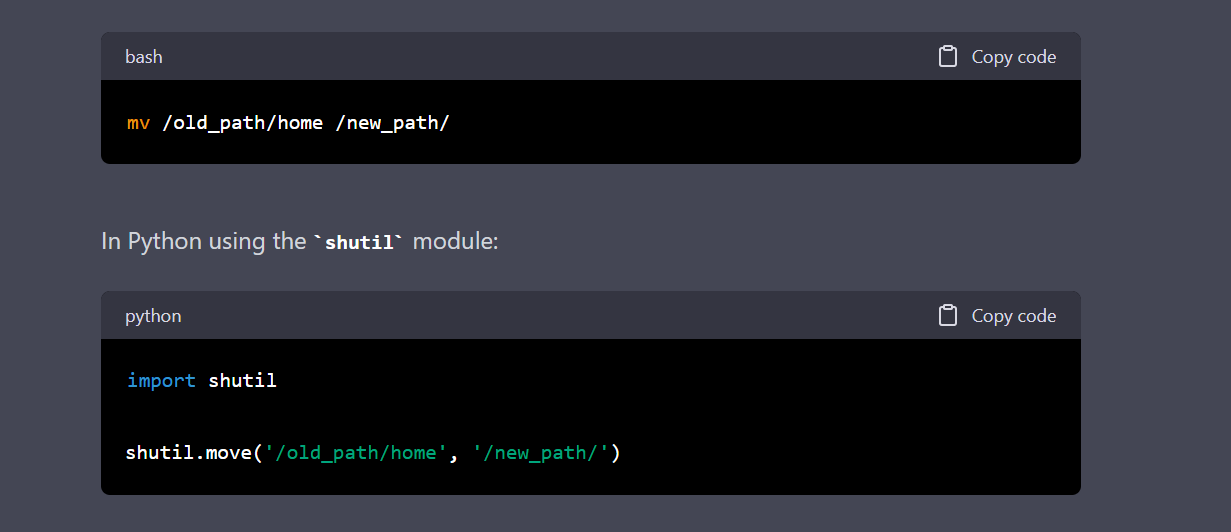 bash
Copy code
mv /old_path/home /new_path/
In Python using the `shutil` module:
python
Copy code
import shutil
shutil.move('/old_path/home', '/new_path/')